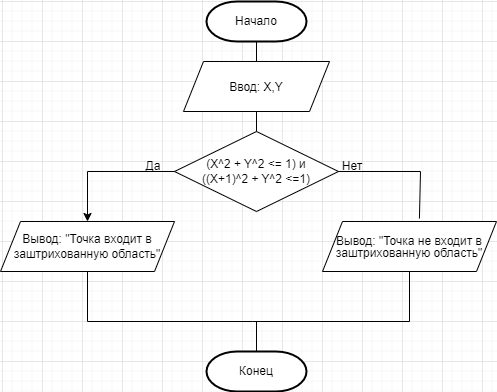 Начало
Ввод: X,Y
(X^2 + Y^2 <= 1) и
((X+1)^2 + Y^2 <=1)
Да
Нет
Вывод: "Точка входит в
заштрихованную область"
Вывод: "Точка не входит в
заштрихованную область"
Конец